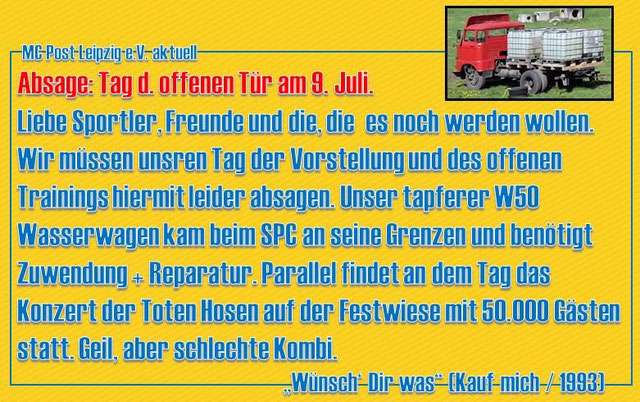 MC Post Leipzig e.V. aktuell
Absage: Tag d. offenen Tür am 9. Juli.
Liebe Sportler, Freunde und die, die es noch werden wollen.
Wir müssen unsren Tag der Vorstellung und des offenen
Trainings hiermit leider absagen. Unser tapferer W50
Wasserwagen kam beim SPC an seine Grenzen und benötigt
Zuwendung + Reparatur. Parallel findet an dem Tag das
Konzert der Toten Hosen auf der Festwiese mit 50.000 Gästen
statt. Geil, aber schlechte Kombi.
„Wünsch‘ Dir was“ (Kauf mich / 1993)